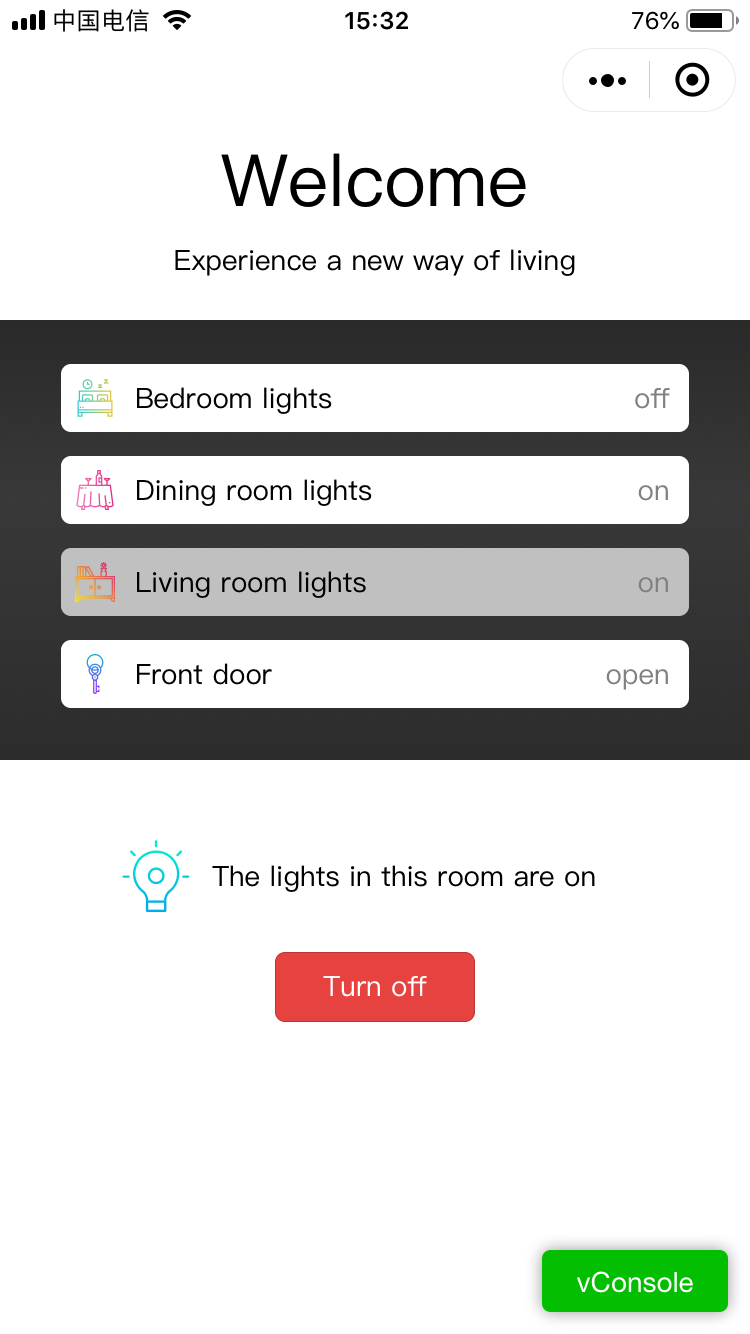 中国电信 15:32 76%
Welcome
Experience a new way of living
Bedroom lights off
Dining room lights on
Living room lights on
Front door open
The lights in this room are on
Turn off
vConsole